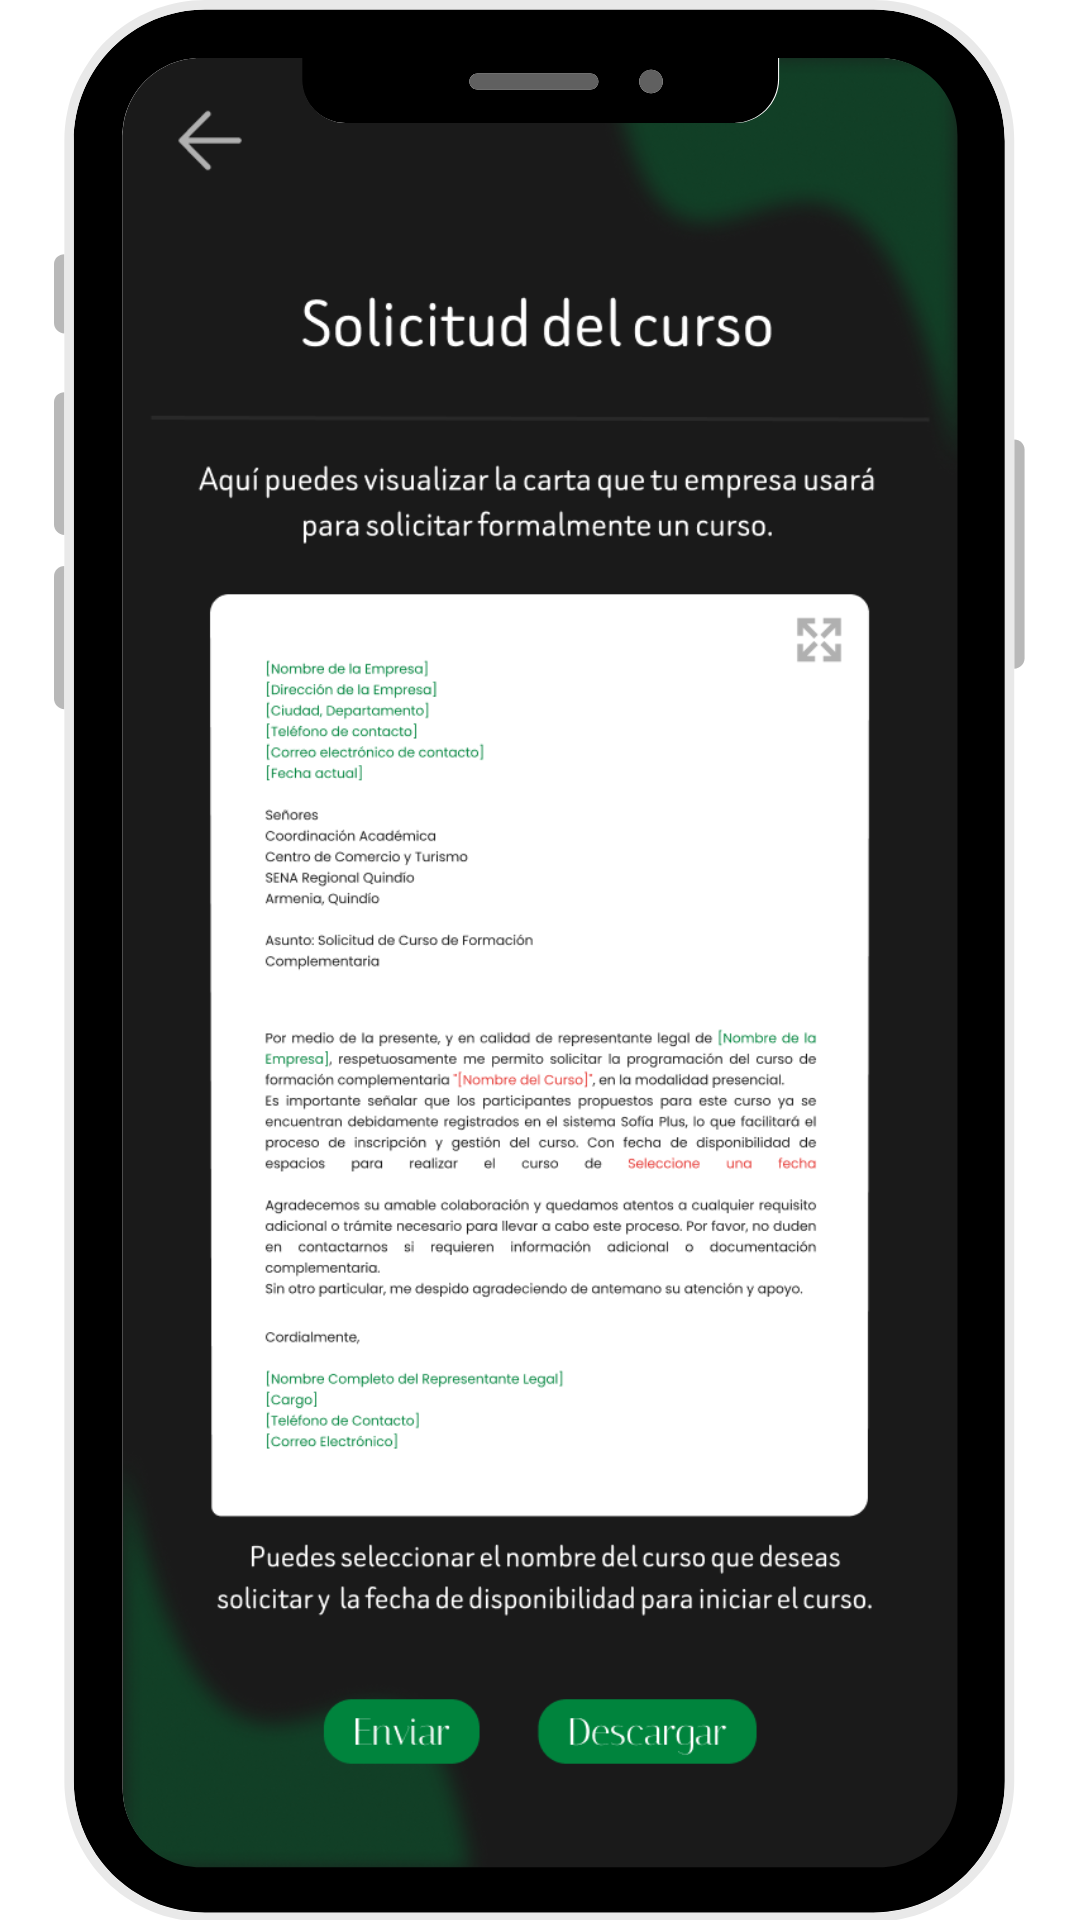 Solicitud del curso
Aquí puedes visualizar la carta que tu empresa usará
para solicitar formalmente un curso.
[Nombre de la Empresa]
[Dirección de la Empresa]
[Ciudad, Departamento]
[Teléfono de contacto]
[Correo electrónico de contacto]
[Fecha actual]
Señores
Coordinación Académica
Centro de Comercio y Turismo
SENA Regional Quindío
Armenia, Quindío
Asunto: Solicitud de Curso de Formación
Complementaria
Por medio de la presente, y en calidad de representante legal de [Nombre de la
Empresa], respetuosamente me permito solicitar la programación del curso de
formación complementaria "[Nombre del Curso]", en la modalidad presencial.
Es importante señalar que los participantes propuestos para este curso ya se
encuentran debidamente registrados en el sistema Sofía Plus, lo que facilitará el
proceso de inscripción y gestión del curso. Con fecha de disponibilidad de
espacios para realizar el curso de Seleccione una fecha
Agradecemos su amable colaboración y quedamos atentos a cualquier requisito
adicional o trámite necesario para llevar a cabo este proceso. Por favor, no duden
en contactarnos si requieren información adicional o documentación
complementaria.
Sin otro particular, me despido agradeciendo de antemano su atención y apoyo.
Cordialmente,
[Nombre Completo del Representante Legal]
[Cargo]
[Teléfono de Contacto]
[Correo Electrónico]
Puedes seleccionar el nombre del curso que deseas
solicitar y la fecha de disponibilidad para iniciar el curso.
Enviar
Descargar